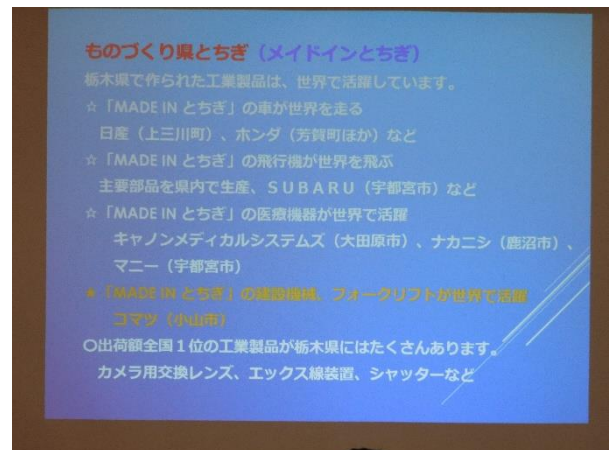 ものづくり県とちぎ（メイドインとちぎ）
栃木県で作られた工業製品は、世界で活躍しています。
☆「MADE IN とちぎ」の車が世界を走る
日産（上三川町）、ホンダ（芳賀町ほか）など
☆「MADE IN とちぎ」の飛行機が世界を飛ぶ
主要部品を県内で生産、ＳＵＢＡＲＵ（宇都宮市）など
☆「MADE IN とちぎ」の医療機器が世界で活躍
キヤノンメディカルシステムズ（大田原市）、ナカニシ（鹿沼市）、
マニー（宇都宮市）
★「MADE IN とちぎ」の建設機械、フォークリフトが世界で活躍
コマツ（小山市）
〇出荷額全国１位の工業製品が栃木県にはたくさんあります。
カメラ用交換レンズ、エックス線装置、シャッターなど